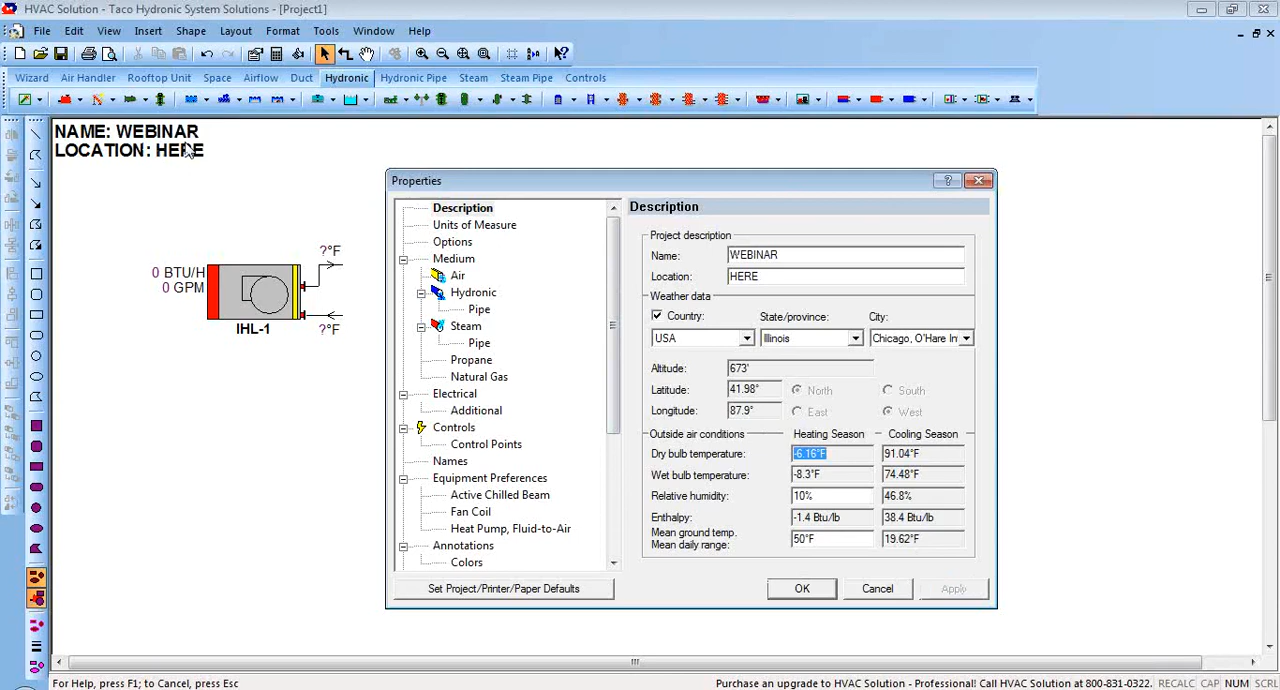 HVAC Solution - Taco Hydronic System Solutions - [Project1]
File Edit View Insert Shape Layout Format Tools Window Help
Wizard Air Handler Rooftop Unit Space Airflow Duct Hydronic Hydronic Pipe Steam Steam Pipe Controls
NAME: WEBINAR
LOCATION: HERE
?°F
0 BTU/H
0 GPM
IHL-1
?°F
Properties
Description
Units of Measure
Options
Medium
Air
Hydronic
Pipe
Steam
Pipe
Propane
Natural Gas
Electrical
Additional
Controls
Control Points
Names
Equipment Preferences
Active Chilled Beam
Fan Coil
Heat Pump, Fluid-to-Air
Annotations
Colors
Set Project/Printer/Paper Defaults
Description
Project description
Name: WEBINAR
Location: HERE
Weather data
Country: State/province: City:
USA Illinois Chicago, O'Hare In
Altitude: 673'
Latitude: 41.98° North South
Longitude: 87.9° East West
Outside air conditions Heating Season Cooling Season
Dry bulb temperature: -6.16°F 91.04°F
Wet bulb temperature: -8.3°F 74.48°F
Relative humidity: 10% 46.8%
Enthalpy: -1.4 Btu/lb 38.4 Btu/lb
Mean ground temp. 50°F 19.62°F
Mean daily range:
OK Cancel Apply
For Help, press F1; to Cancel, press Esc
Purchase an upgrade to HVAC Solution - Professional! Call HVAC Solution at 800-831-0322. RECALC CAP NUM SCRL